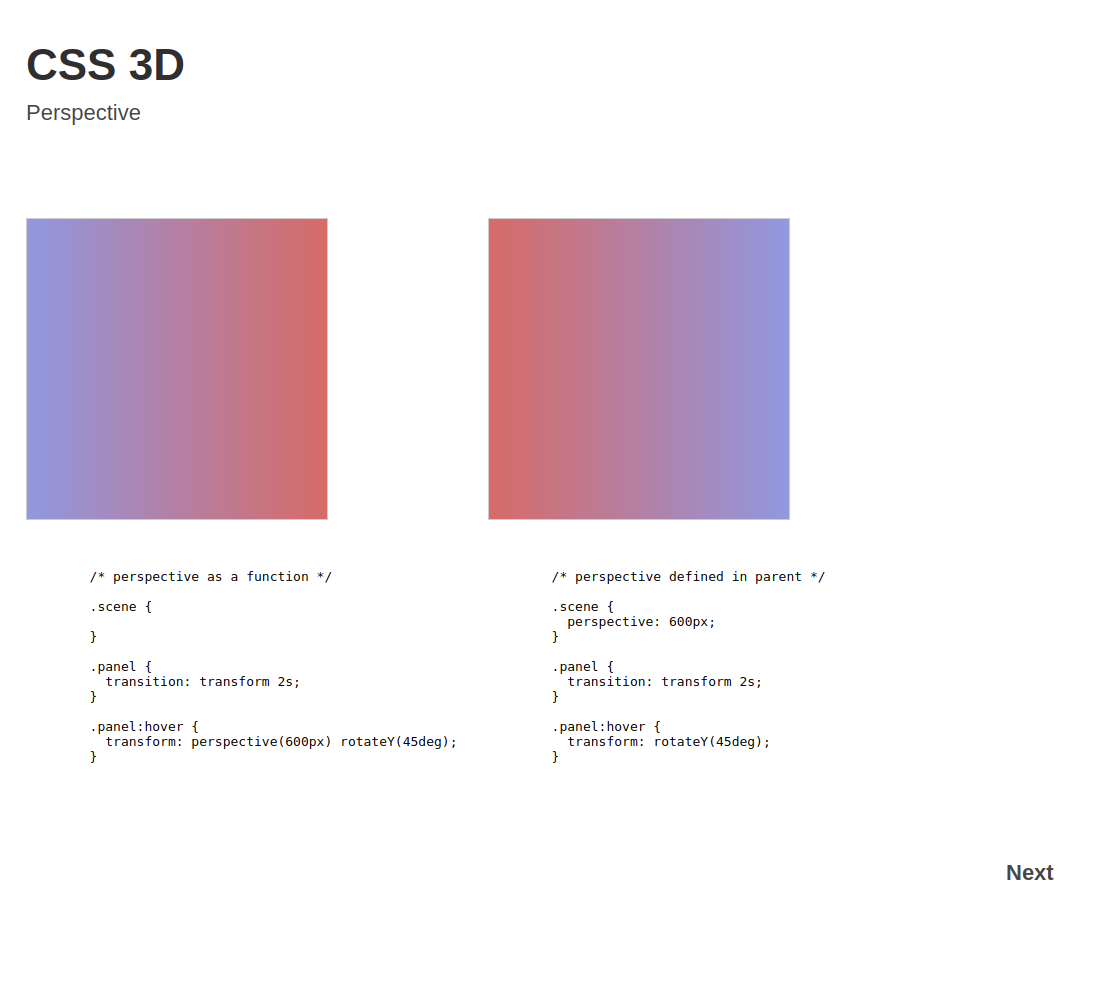 CSS 3D
Perspective
/* perspective as a function */
.scene {
}
.panel {
  transition: transform 2s;
}
.panel:hover {
  transform: perspective(600px) rotateY(45deg);
}
/* perspective defined in parent */
.scene {
  perspective: 600px;
}
.panel {
  transition: transform 2s;
}
.panel:hover {
  transform: rotateY(45deg);
}
Next